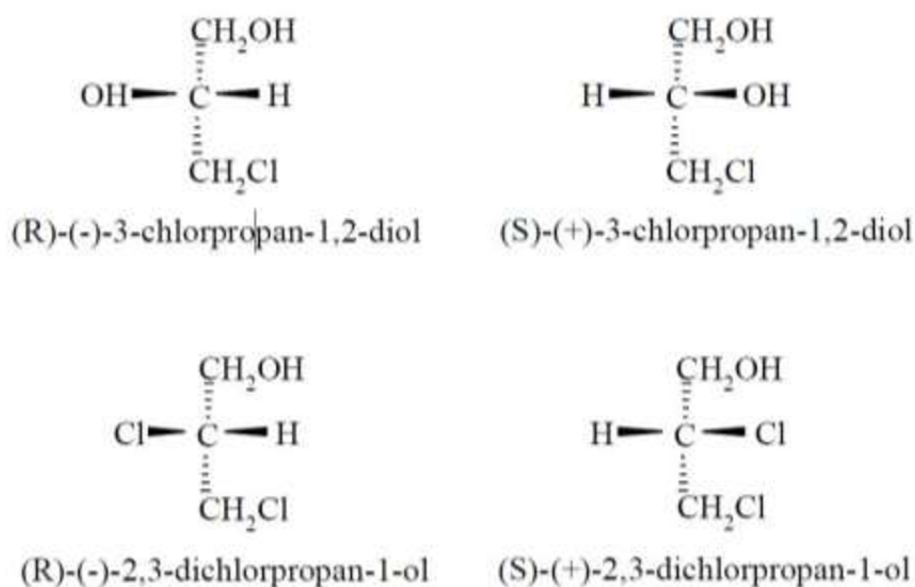 CH2OH CH2OH
OH C H H C OH
CH2Cl CH2Cl
(R)-(-)-3-chlorpropan-1,2-diol (S)-(+)-3-chlorpropan-1,2-diol
CH2OH CH2OH
Cl C H H C Cl
CH2Cl CH2Cl
(R)-(-)-2,3-dichlorpropan-1-ol (S)-(+)-2,3-dichlorpropan-1-ol